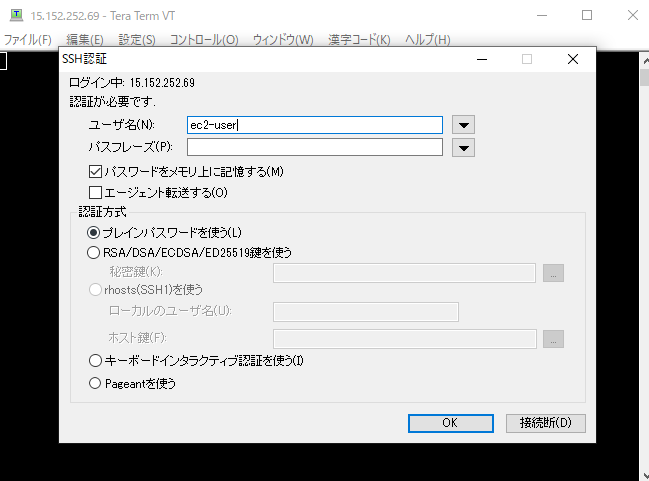 15.152.252.69 - Tera Term VT
ファイル(F) 編集(E) 設定(S) コントロール(O) ウィンドウ(W) 漢字コード(K) ヘルプ(H)
SSH認証
ログイン中: 15.152.252.69
認証が必要です.
ユーザ名(N): ec2-user
パスフレーズ(P):
パスワードをメモリ上に記憶する(M)
エージェント転送する(O)
認証方式
プレインパスワードを使う(L)
RSA/DSA/ECDSA/ED25519鍵を使う
秘密鍵(K): ...
rhosts(SSH1)を使う
ローカルのユーザ名(U):
ホスト鍵(F): ...
キーボードインタラクティブ認証を使う(I)
Pageantを使う
OK 接続断(D)